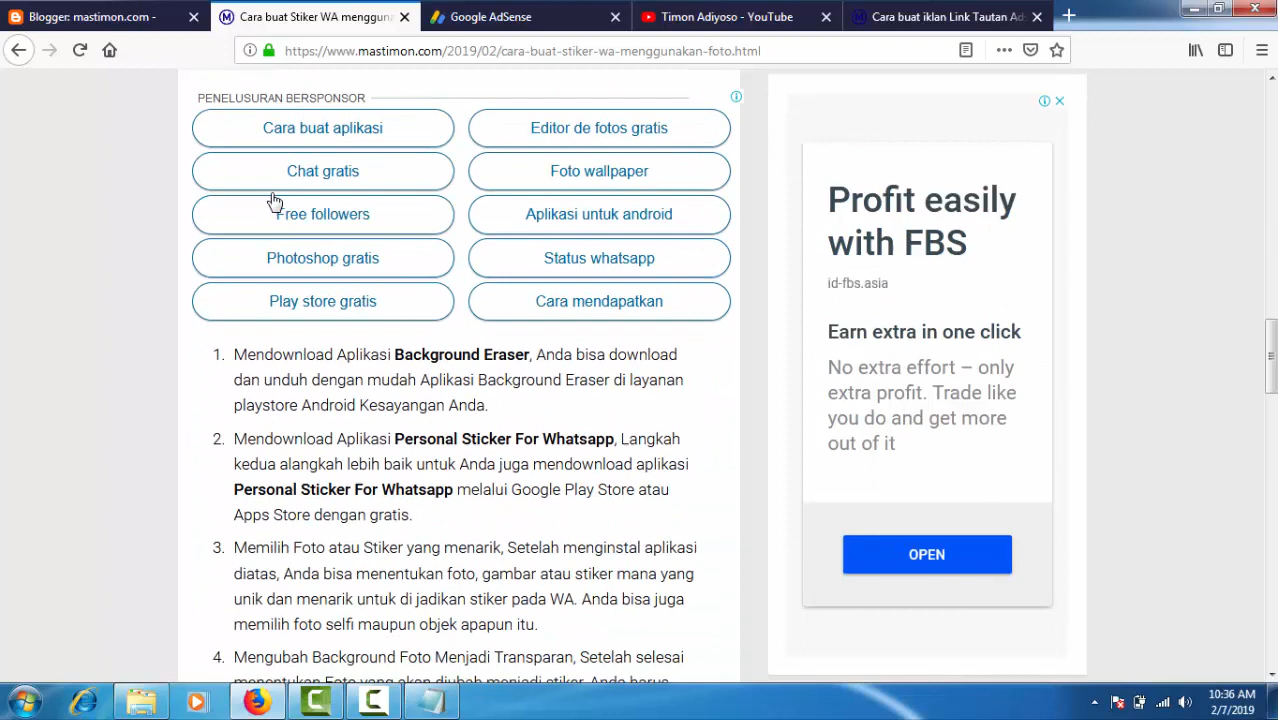 Blogger: mastimon.com -
Cara buat Stiker WA mengguna
Google AdSense
Timon Adiyoso - YouTube
Cara buat iklan Link Tautan Ad
https://www.mastimon.com/2019/02/cara-buat-stiker-wa-menggunakan-foto.html
PENELUSURAN BERSPONSOR
Cara buat aplikasi
Editor de fotos gratis
Chat gratis
Foto wallpaper
Free followers
Aplikasi untuk android
Photoshop gratis
Status whatsapp
Play store gratis
Cara mendapatkan
1. Mendownload Aplikasi Background Eraser, Anda bisa download
dan unduh dengan mudah Aplikasi Background Eraser di layanan
playstore Android Kesayangan Anda.
2. Mendownload Aplikasi Personal Sticker For Whatsapp, Langkah
kedua alangkah lebih baik untuk Anda juga mendownload aplikasi
Personal Sticker For Whatsapp melalui Google Play Store atau
Apps Store dengan gratis.
3. Memilih Foto atau Stiker yang menarik, Setelah menginstal aplikasi
diatas, Anda bisa menentukan foto, gambar atau stiker mana yang
unik dan menarik untuk di jadikan stiker pada WA. Anda bisa juga
memilih foto selfi maupun objek apapun itu.
4. Mengubah Background Foto Menjadi Transparan, Setelah selesai
menentukan Foto yang akan diubah menjadi stiker, Anda harus
Profit easily
with FBS
id-fbs.asia
Earn extra in one click
No extra effort – only
extra profit. Trade like
you do and get more
out of it
OPEN
10:36 AM
2/7/2019